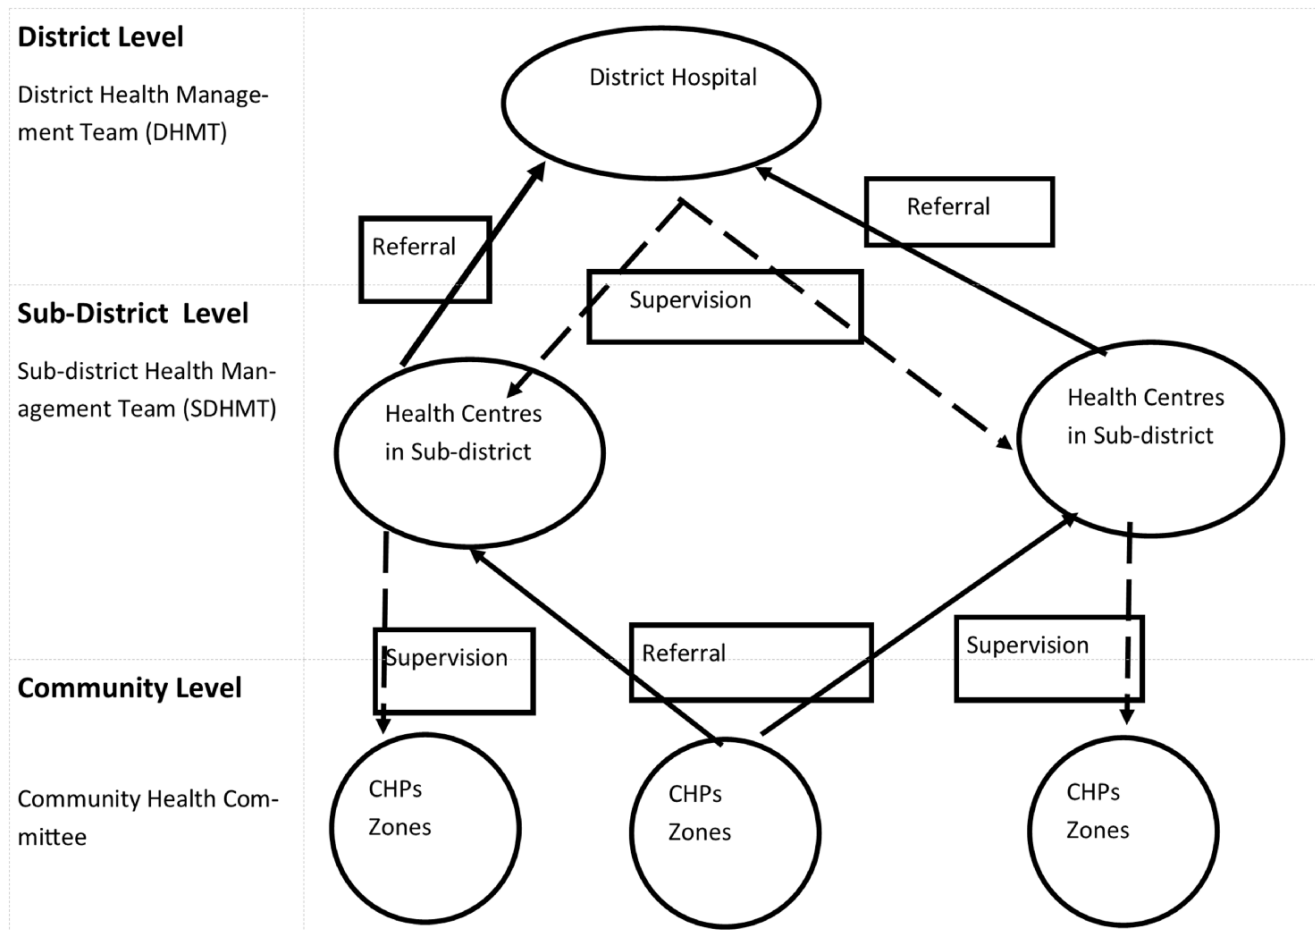 District Level
District Health Manage-
ment Team (DHMT)
District Hospital
Referral
Referral
Supervision
Sub-District Level
Sub-district Health Man-
agement Team (SDHMT)
Health Centres
in Sub-district
Health Centres
in Sub-district
Supervision
Referral
Supervision
Community Level
Community Health Com-
mittee
CHPs
Zones
CHPs
Zones
CHPs
Zones